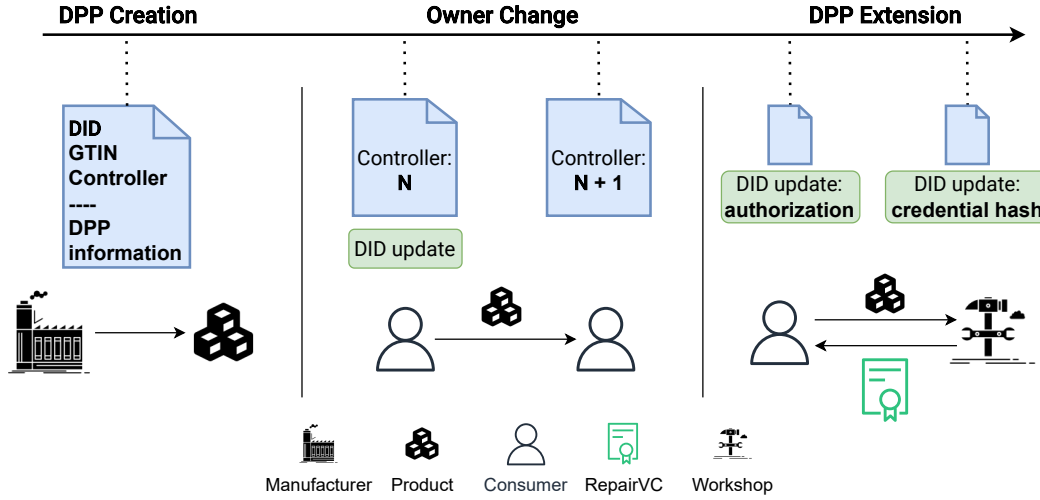 DPP Creation
Owner Change
DPP Extension
DID
GTIN
Controller
----
DPP
information
Controller:
N
Controller:
N + 1
DID update
DID update:
authorization
DID update:
credential hash
Manufacturer
Product
Consumer
RepairVC
Workshop